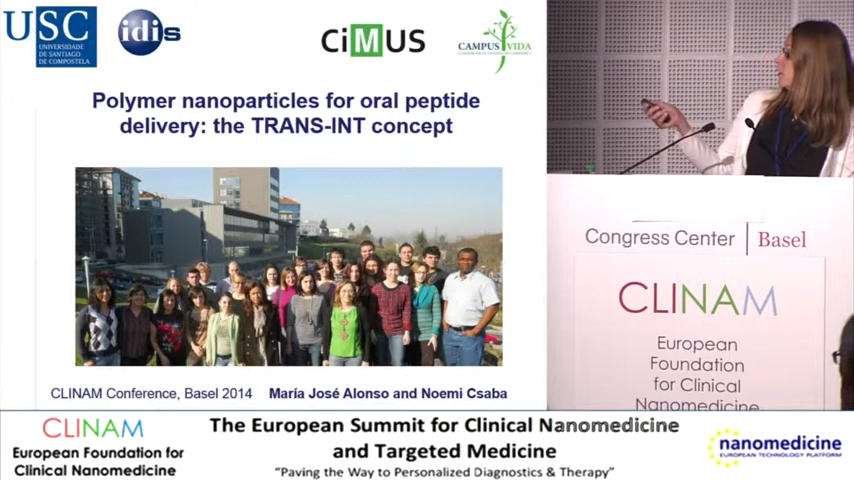 USC
UNIVERSIDADE
DE SANTIAGO
DE COMPOSTELA
idis
CiMUS
CAMPUS VIDA
Polymer nanoparticles for oral peptide
delivery: the TRANS-INT concept
CLINAM Conference, Basel 2014 María José Alonso and Noemi Csaba
Congress Center | Basel
CLINAM
European
Foundation
for Clinical
Nanomedicine
CLINAM
European Foundation for
Clinical Nanomedicine
The European Summit for Clinical Nanomedicine
and Targeted Medicine
"Paving the Way to Personalized Diagnostics & Therapy"
nanomedicine
EUROPEAN TECHNOLOGY PLATFORM